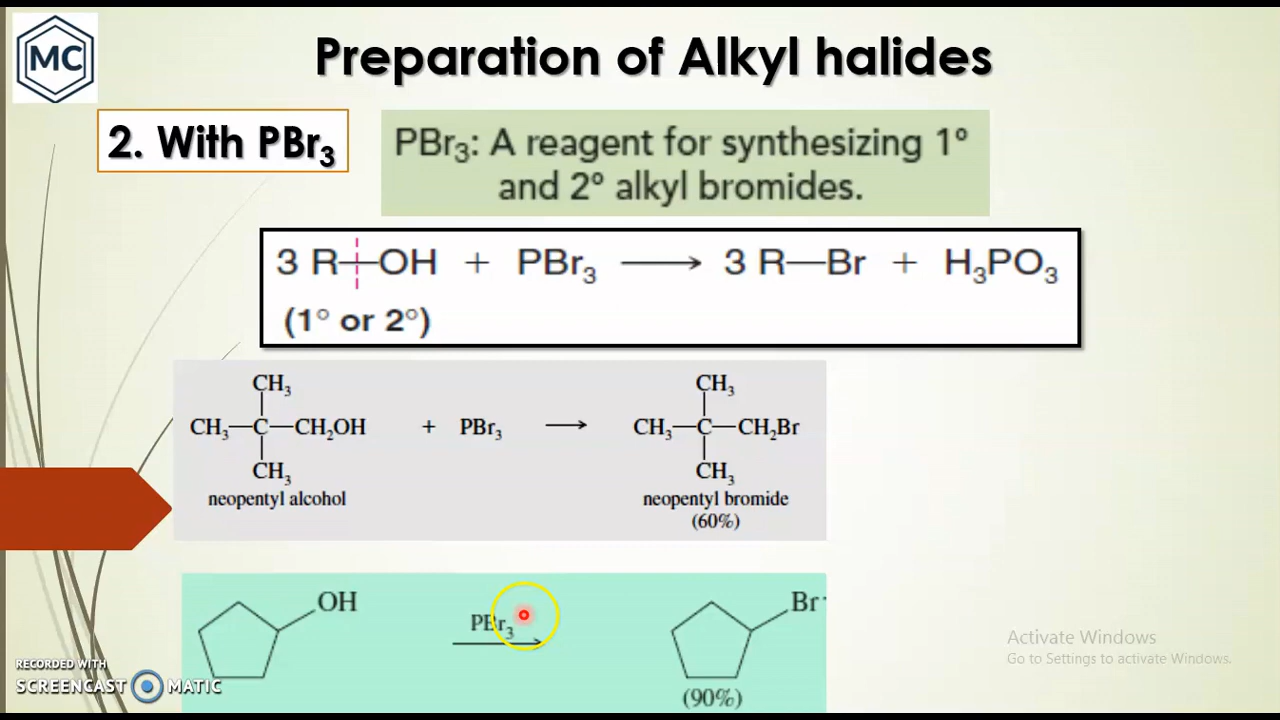 MC
Preparation of Alkyl halides
2. With PBr₃
PBr₃: A reagent for synthesizing 1º
and 2º alkyl bromides.
3 R—OH + PBr₃ ⟶ 3 R—Br + H₃PO₃
(1° or 2°)
CH₃ CH₃
CH₃—C—CH₂OH + PBr₃ ⟶ CH₃—C—CH₂Br
CH₃ CH₃
neopentyl alcohol neopentyl bromide
(60%)
OH Br
PBr₃
(90%)
Activate Windows
Go to Settings to activate Windows.
RECORDED WITH
SCREENCAST MATIC